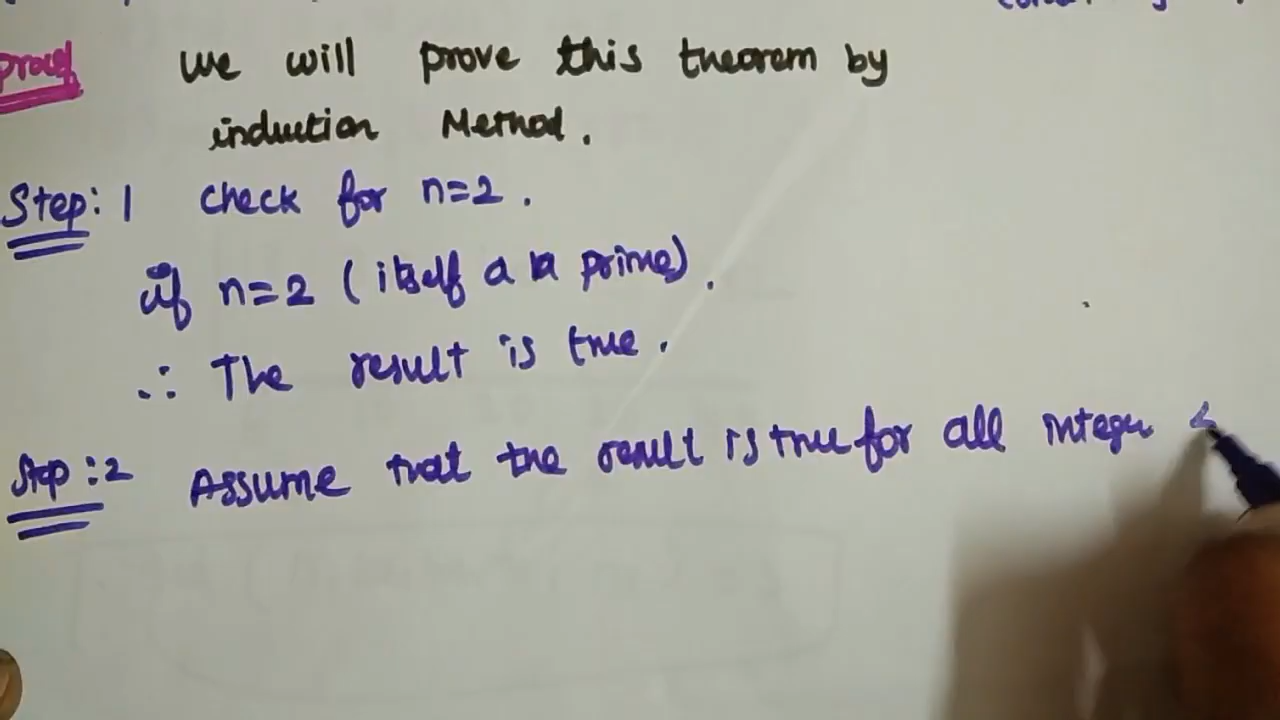 Proof We will prove this theorem by
induction Method.
Step: 1 check for n=2.
if n=2 (itself a prime).
∴ The result is true.
Step: 2 Assume that the result is true for all integer